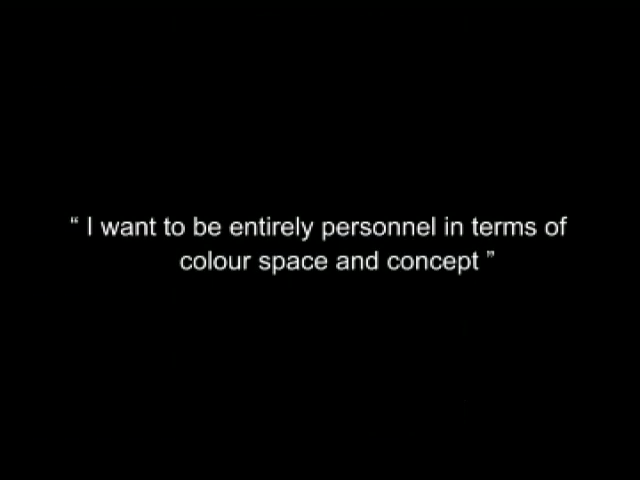 “ I want to be entirely personnel in terms of
colour space and concept ”